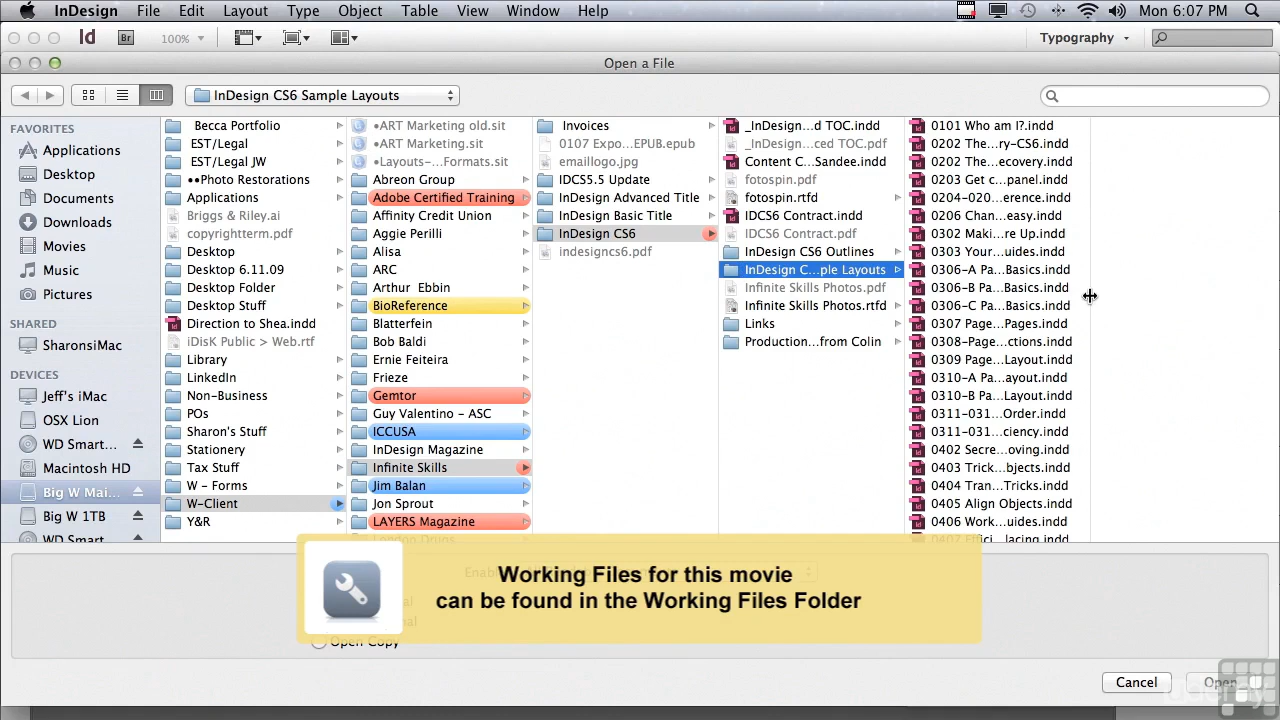 InDesign File Edit Layout Type Object Table View Window Help Mon 6:07 PM
Id Br 100% Typography
Open a File
InDesign CS6 Sample Layouts
FAVORITES
Applications
Desktop
Documents
Downloads
Movies
Music
Pictures
SHARED
SharonsiMac
DEVICES
Jeff's iMac
OSX Lion
WD Smart...
Macintosh HD
Big W Mai...
Big W 1TB
WD Smart
Becca Portfolio
EST/Legal
EST/Legal JW
••Photo Restorations
Applications
Briggs & Riley.ai
copyrightterm.pdf
Desktop
Desktop 6.11.09
Desktop Folder
Desktop Stuff
Direction to Shea.indd
iDisK Public > Web.rtf
Library
LinkedIn
Non-Business
POs
Sharon's Stuff
Stationery
Tax Stuff
W - Forms
W-Client
Y&R
•ART Marketing old.sit
•ART Marketing.sit
•Layouts-...Formats.sit
Abreon Group
Adobe Certified Training
Affinity Credit Union
Aggie Perilli
Alisa
ARC
Arthur Ebbin
BioReference
Blatterfein
Bob Baldi
Ernie Feiteira
Frieze
Gemtor
Guy Valentino - ASC
ICCUSA
InDesign Magazine
Infinite Skills
Jim Balan
Jon Sprout
LAYERS Magazine
London Drugs
Invoices
0107 Expo...EPUB.epub
emaillogo.jpg
IDCS5.5 Update
InDesign Advanced Title
InDesign Basic Title
InDesign CS6
indesigncs6.pdf
_InDesign...d TOC.indd
_InDesign...ced TOC.pdf
Content C...Sandee.indd
fotospin.pdf
fotospin.rtfd
IDCS6 Contract.indd
IDCS6 Contract.pdf
InDesign CS6 Outlines
InDesign C...ple Layouts
Infinite Skills Photos.pdf
Infinite Skills Photos.rtfd
Links
Production...from Colin
0101 Who am I?.indd
0202 The...ry-CS6.indd
0202 The...ecovery.indd
0203 Get c...panel.indd
0204-020...erence.indd
0206 Chan...easy.indd
0302 Maki...re Up.indd
0303 Your...uides.indd
0306-A Pa...Basics.indd
0306-B Pa...Basics.indd
0306-C Pa...Basics.indd
0307 Page...Pages.indd
0308-Page...ctions.indd
0309 Page...Layout.indd
0310-A Pa...ayout.indd
0310-B Pa...Layout.indd
0311-031...Order.indd
0311-031...ciency.indd
0402 Secre...oving.indd
0403 Trick...bjects.indd
0404 Tran...Tricks.indd
0405 Align Objects.indd
0406 Work...uides.indd
0407 Effici...lacing.indd
Working Files for this movie
can be found in the Working Files Folder
Open Copy
Cancel Open
udemy